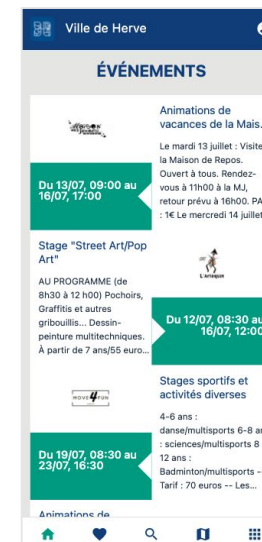 Ville de Herve
ÉVÉNEMENTS
Animations de
vacances de la Mais.
Le mardi 13 juillet : Visite
la Maison de Repos.
Ouvert à tous. Rendez-
vous à 11h00 à la MJ,
retour prévu à 16h00. PA
: 1€ Le mercredi 14 juillet
Du 13/07, 09:00 au
16/07, 17:00
Stage "Street Art/Pop
Art"
AU PROGRAMME (de
8h30 à 12 h00) Pochoirs,
Graffitis et autres
gribouillis... Dessin-
peinture multitechniques.
À partir de 7 ans/55 euro...
L'Artequin
Du 12/07, 08:30 au
16/07, 12:00
MOVE4FUN
Stages sportifs et
activités diverses
4-6 ans :
danse/multisports 6-8 an
: sciences/multisports 8
12 ans :
Badminton/multisports -
Tarif : 70 euros -- Les...
Du 19/07, 08:30 au
23/07, 16:30
Animations de